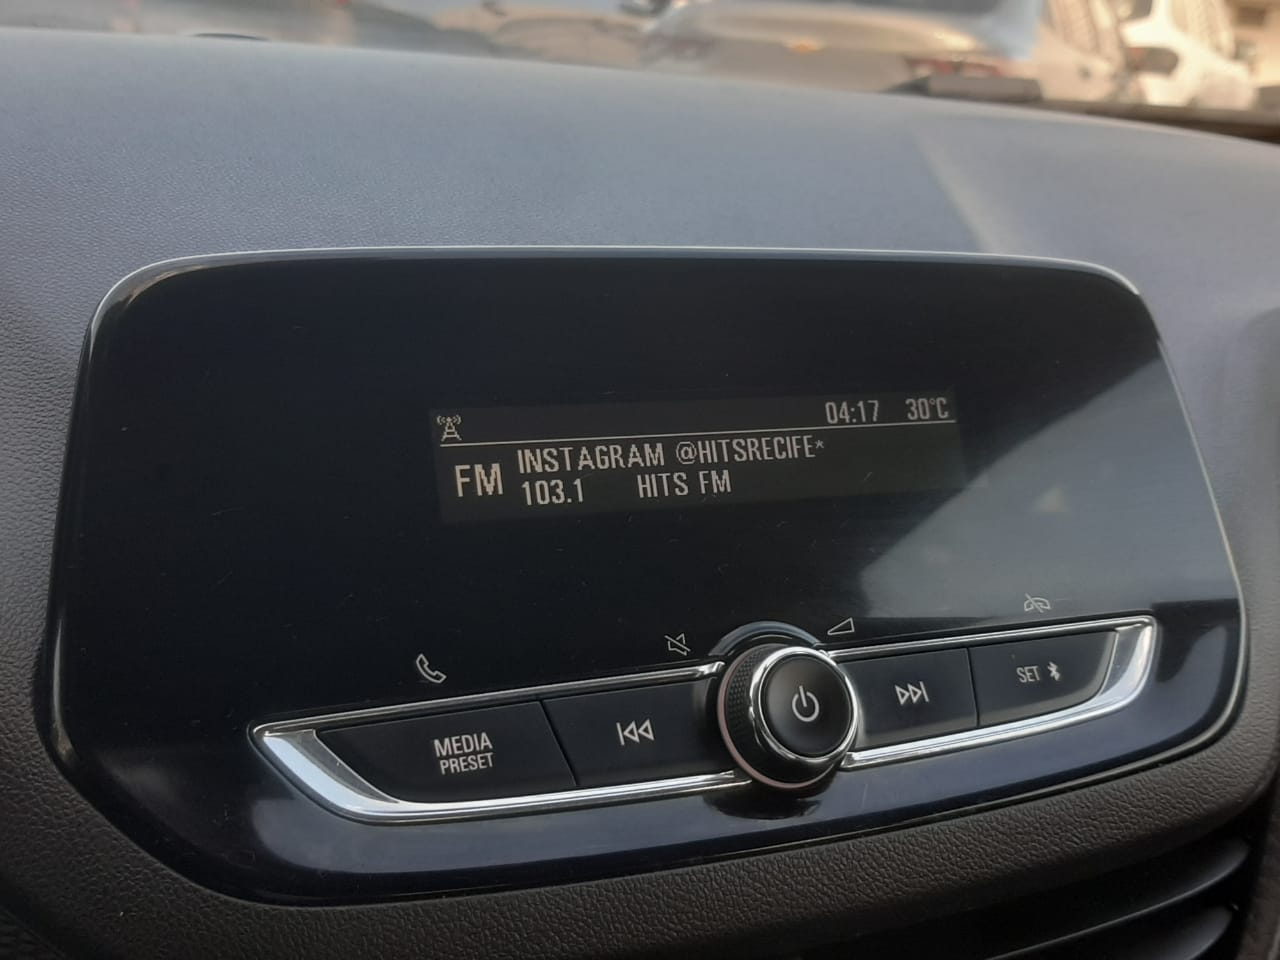 04:17 30°C
INSTAGRAM @HITSRECIFE*
FM 103.1 HITS FM
MEDIA
PRESET
SET